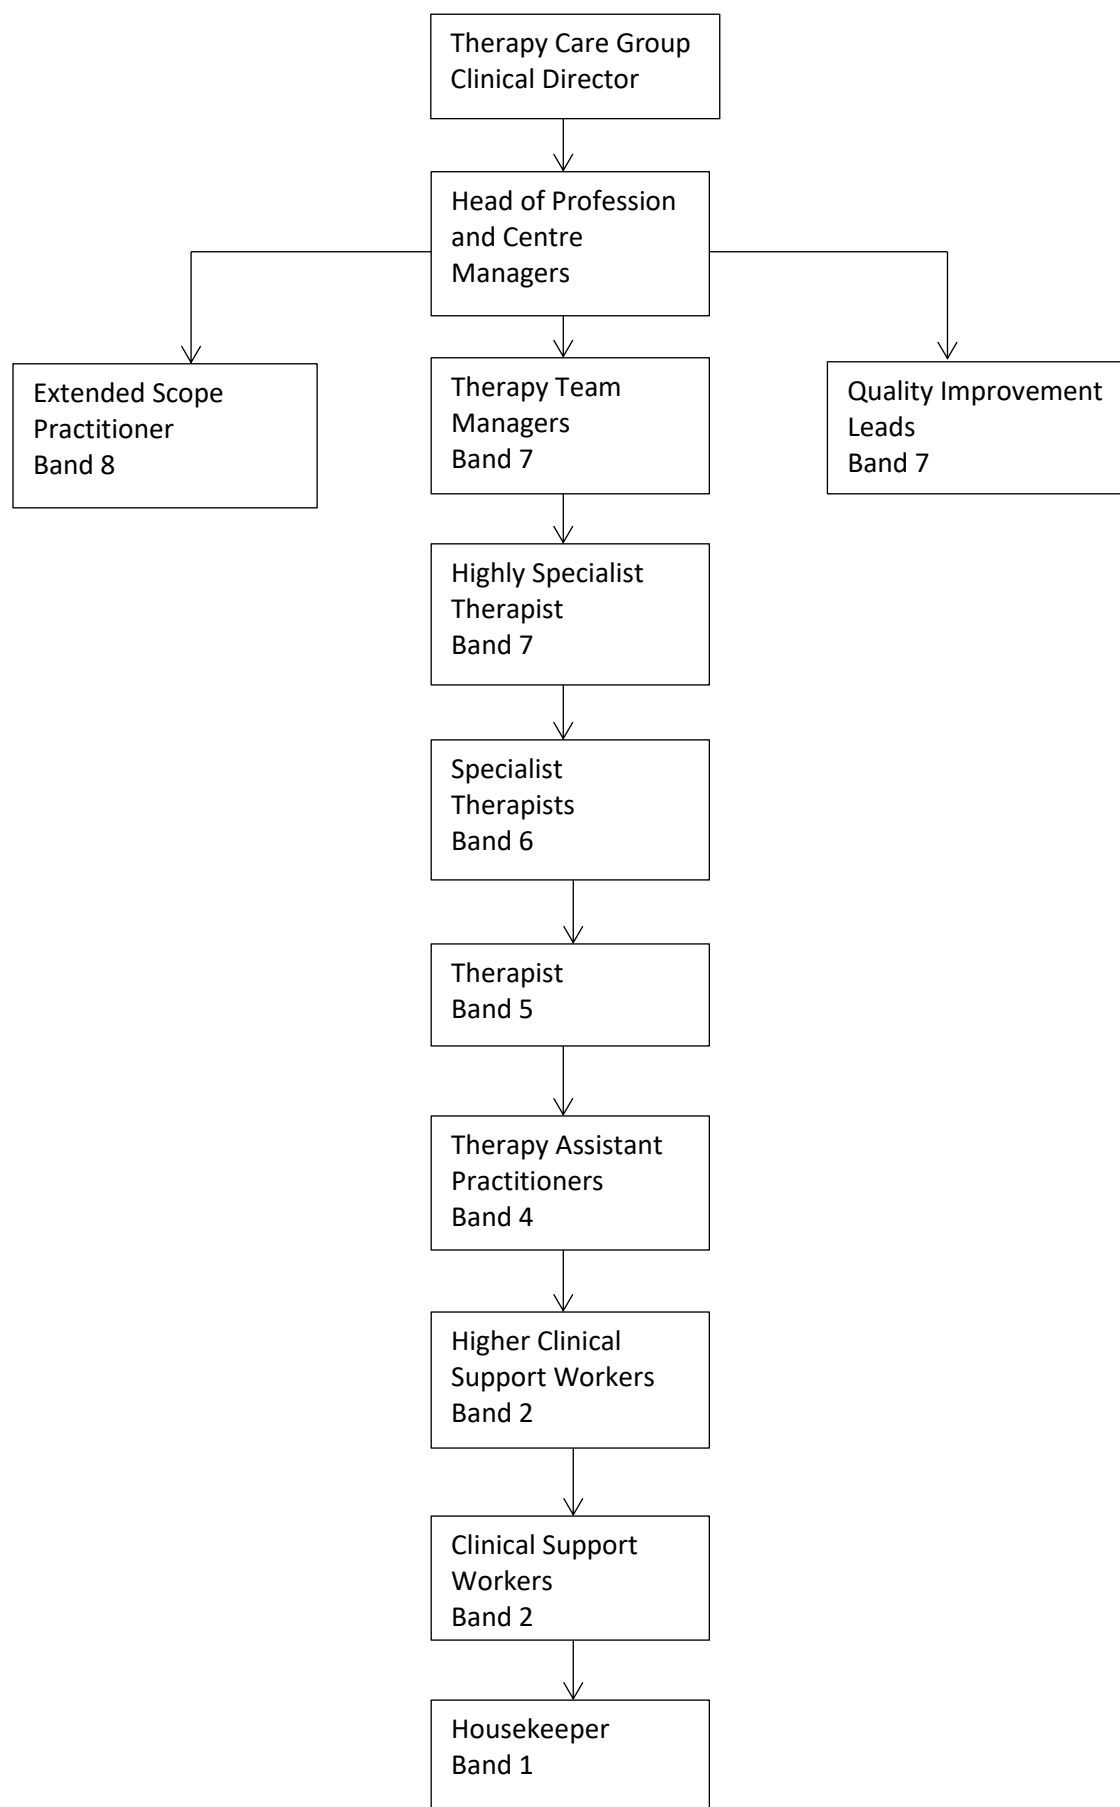 Therapy Care Group
Clinical Director
Head of Profession
and Centre
Managers
Extended Scope
Practitioner
Band 8
Therapy Team
Managers
Band 7
Quality Improvement
Leads
Band 7
Highly Specialist
Therapist
Band 7
Specialist
Therapists
Band 6
Therapist
Band 5
Therapy Assistant
Practitioners
Band 4
Higher Clinical
Support Workers
Band 2
Clinical Support
Workers
Band 2
Housekeeper
Band 1